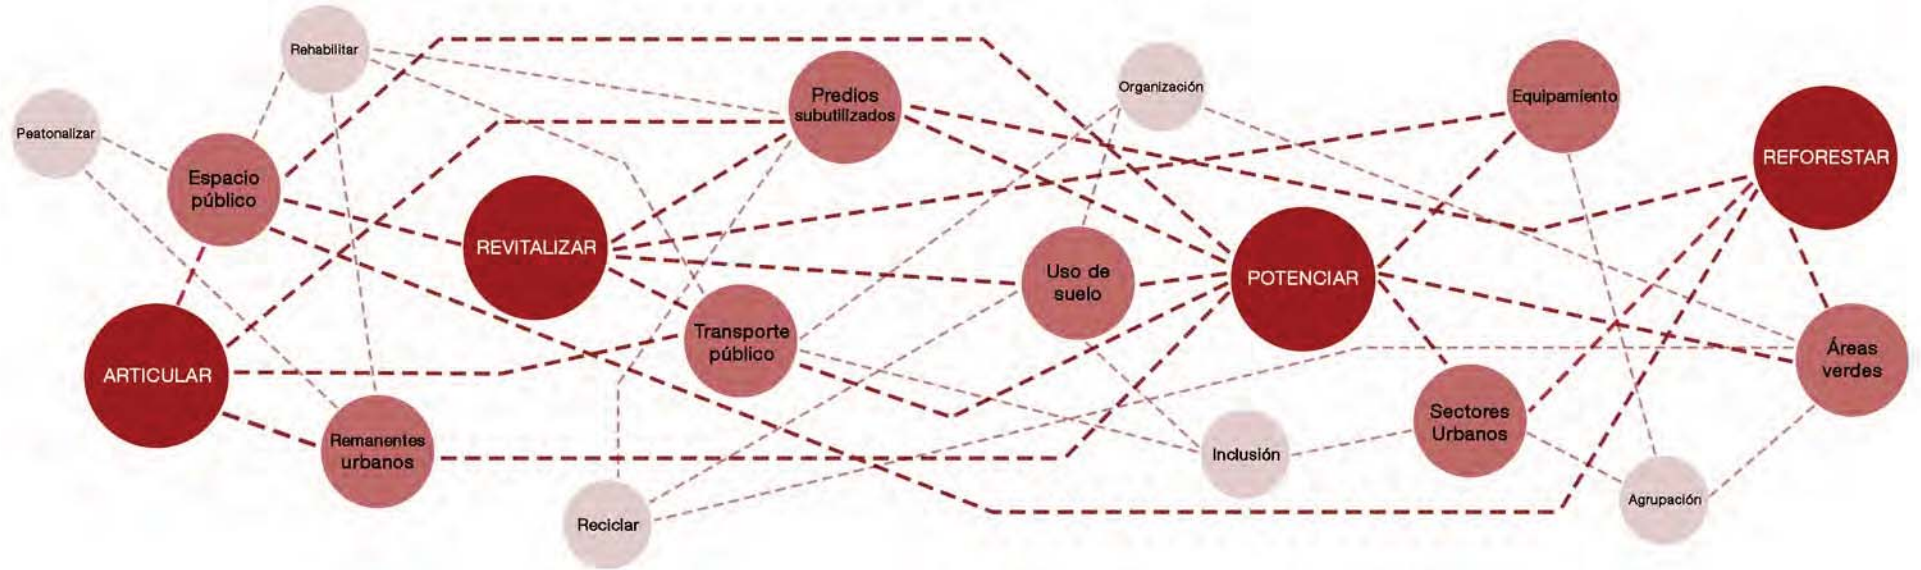 Rehabilitar
Peatonalizar
Espacio
público
ARTICULAR
Remanentes
urbanos
REVITALIZAR
Reciclar
Transporte
público
Predios
subutilizados
Organización
Uso de
suelo
POTENCIAR
Inclusión
Equipamiento
Sectores
Urbanos
Agrupación
REFORESTAR
Áreas
verdes